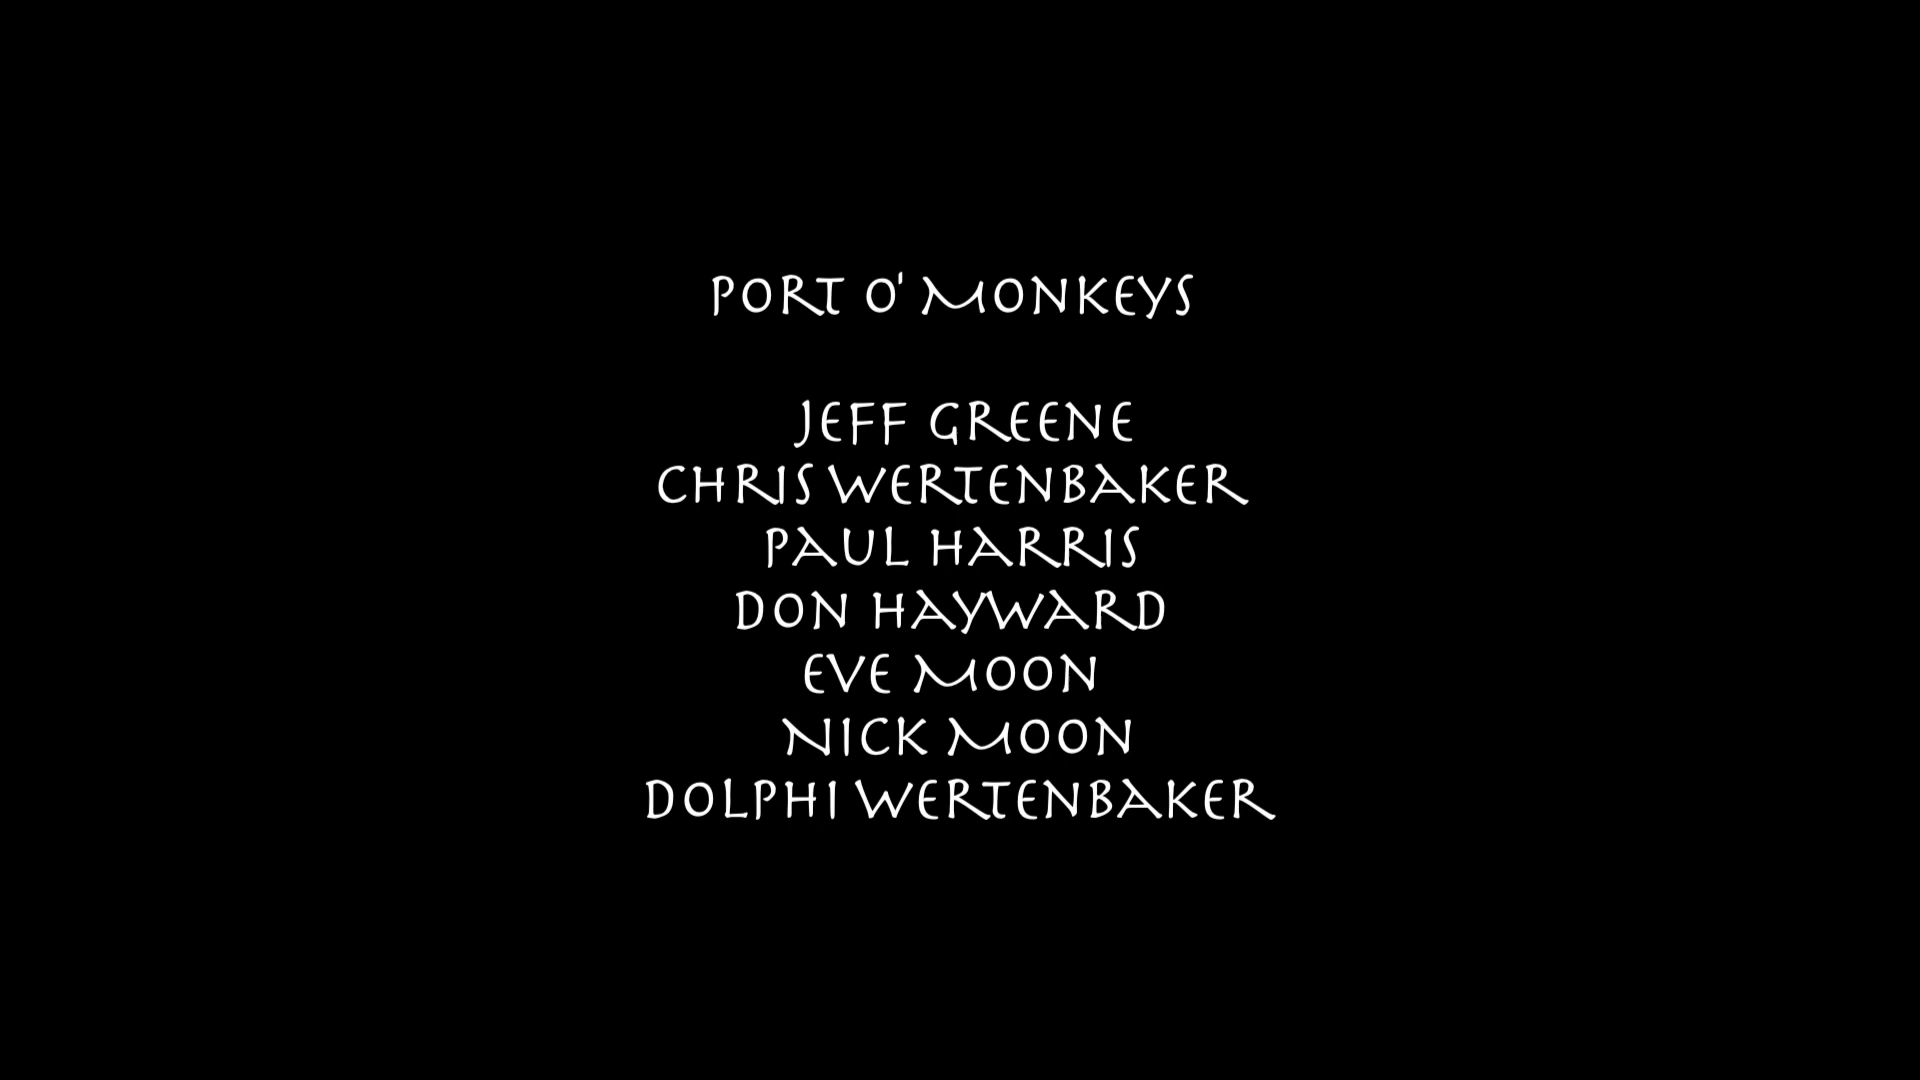 PORT O' MONKEYS
JEFF GREENE
CHRIS WERTENBAKER
PAUL HARRIS
DON HAYWARD
EVE MOON
NICK MOON
DOLPHI WERTENBAKER